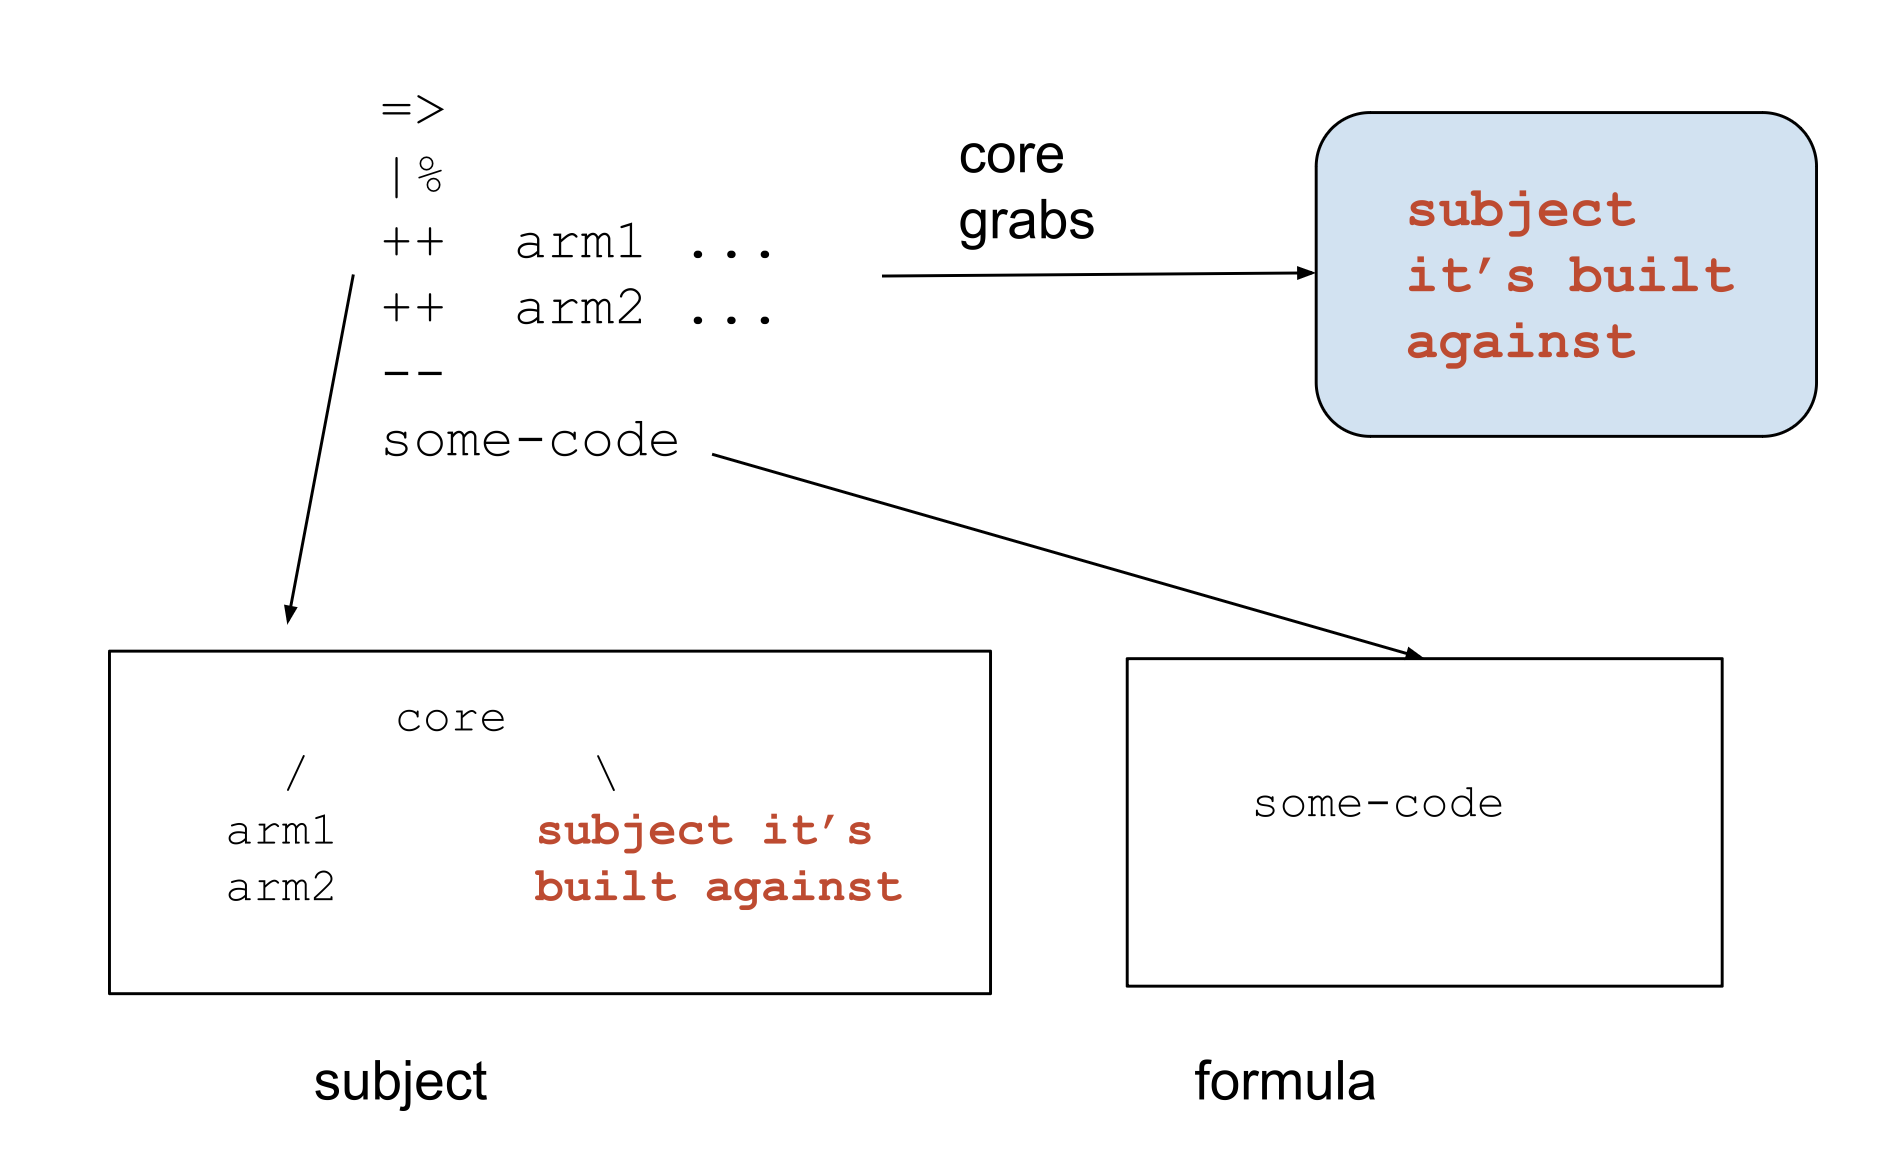 =>
|%
++  arm1 ...
++  arm2 ...
--
some-code
core
grabs
subject
it’s built
against
core
/ \
arm1 subject it’s
arm2 built against
some-code
subject
formula